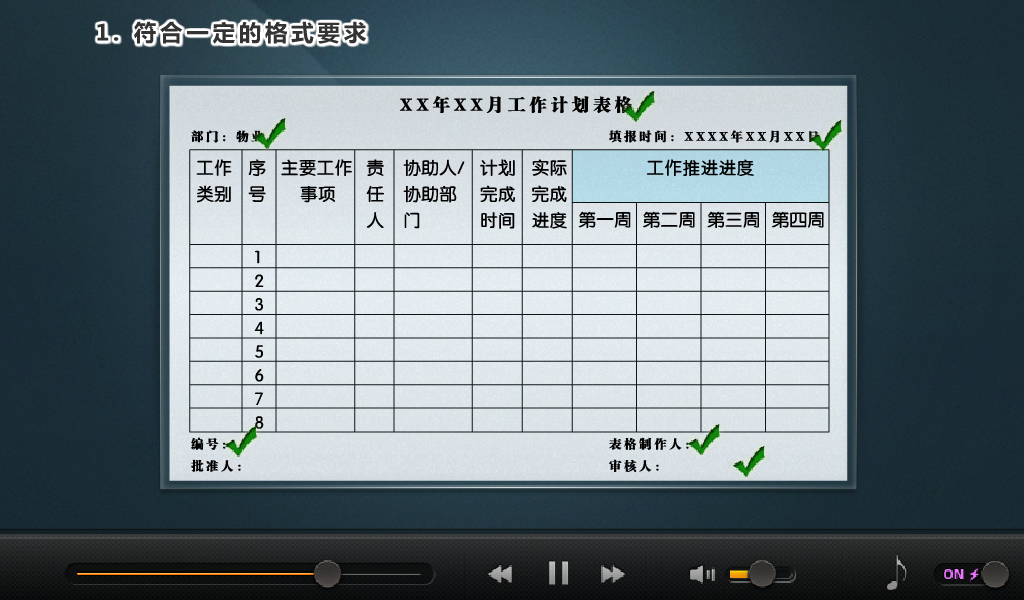 1. 符合一定的格式要求
XX年XX月工作计划表格
部门：物业
填报时间：XXXX年XX月XX日
工作类别 序号 主要工作事项 责任人 协助人/协助部门 计划完成时间 实际完成进度 工作推进进度
第一周 第二周 第三周 第四周
1
2
3
4
5
6
7
8
编号：
表格制作人：
批准人：
审核人：
ON